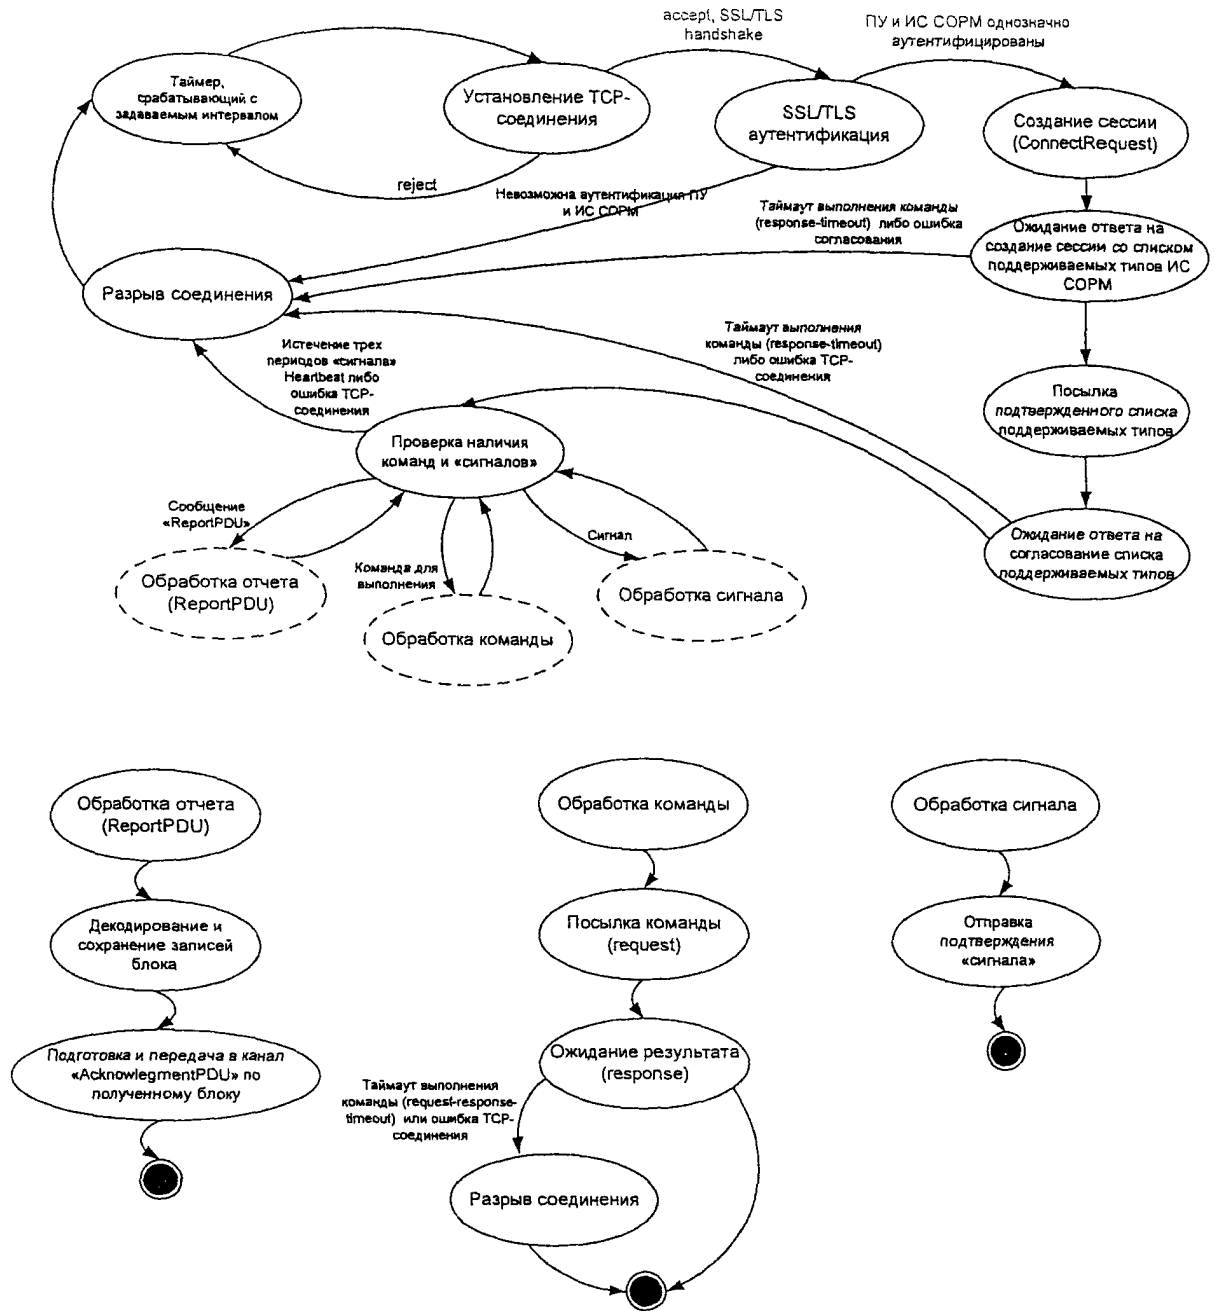 accept, SSL/TLS
handshake
ПУ и ИС СОРМ однозначно
аутентифицированы
Таймер,
срабатывающий с
задаваемым интервалом
Установление TCP-
соединения
SSL/TLS
аутентификация
Создание сессии
(ConnectRequest)
reject
Невозможна аутентификация ПУ
и ИС СОРМ
Таймаут выполнения команды
(response-timeout) либо ошибка
согласования
Ожидание ответа на
создание сессии со списком
поддерживаемых типов ИС
СОРМ
Разрыв соединения
Истечение трех
периодов «сигнала»
Heartbeat либо
ошибка TCP-
соединения
Таймаут выполнения
команды (response-timeout)
либо ошибка TCP-
соединения
Посылка
подтвержденного списка
поддерживаемых типов
Проверка наличия
команд и «сигналов»
Сообщение
«ReportPDU»
Команда для
выполнения
Сигнал
Ожидание ответа на
согласование списка
поддерживаемых типов
Обработка отчета
(ReportPDU)
Обработка команды
Обработка сигнала
Обработка отчета
(ReportPDU)
Декодирование и
сохранение записей
блока
Подготовка и передача в канал
«AcknowlegmentPDU» по
полученному блоку
Обработка команды
Посылка команды
(request)
Ожидание результата
(response)
Таймаут выполнения
команды (request-response-
timeout) или ошибка TCP-
соединения
Разрыв соединения
Обработка сигнала
Отправка
подтверждения
«сигнала»